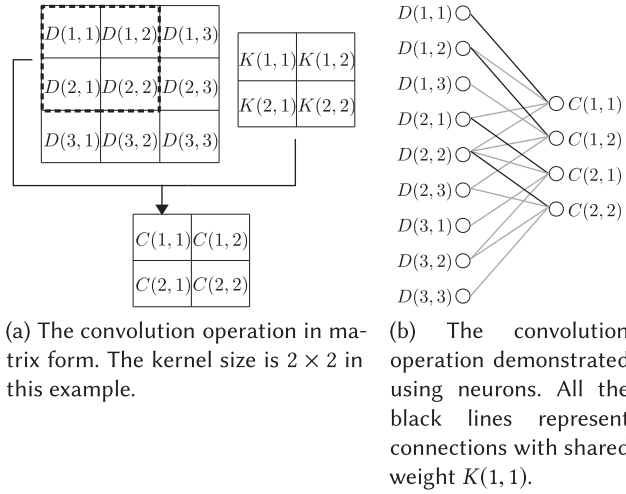 D(1, 1) D(1, 2) D(1, 3)
D(2, 1) D(2, 2) D(2, 3)
D(3, 1) D(3, 2) D(3, 3)
K(1, 1) K(1, 2)
K(2, 1) K(2, 2)
C(1, 1) C(1, 2)
C(2, 1) C(2, 2)
(a) The convolution operation in ma-
trix form. The kernel size is 2 × 2 in
this example.
D(1, 1)
D(1, 2)
D(1, 3)
D(2, 1)
D(2, 2)
D(2, 3)
D(3, 1)
D(3, 2)
D(3, 3)
C(1, 1)
C(1, 2)
C(2, 1)
C(2, 2)
(b) The convolution
operation demonstrated
using neurons. All the
black lines represent
connections with shared
weight K(1, 1).